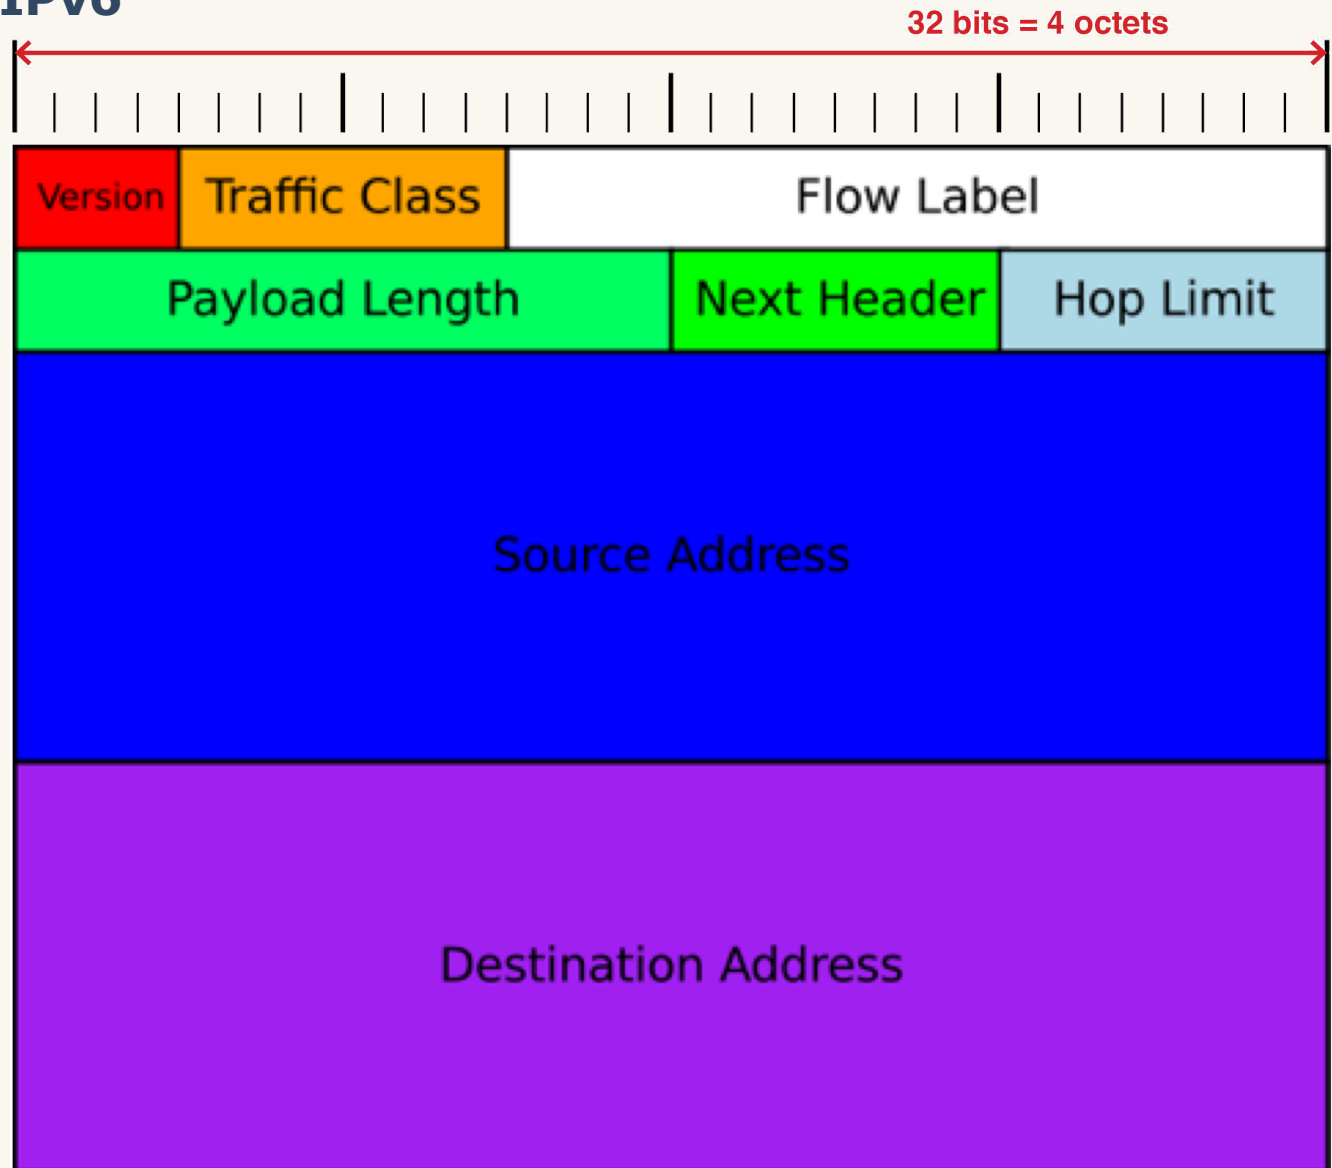 IPv6
32 bits = 4 octets
Version Traffic Class Flow Label
Payload Length Next Header Hop Limit
Source Address
Destination Address